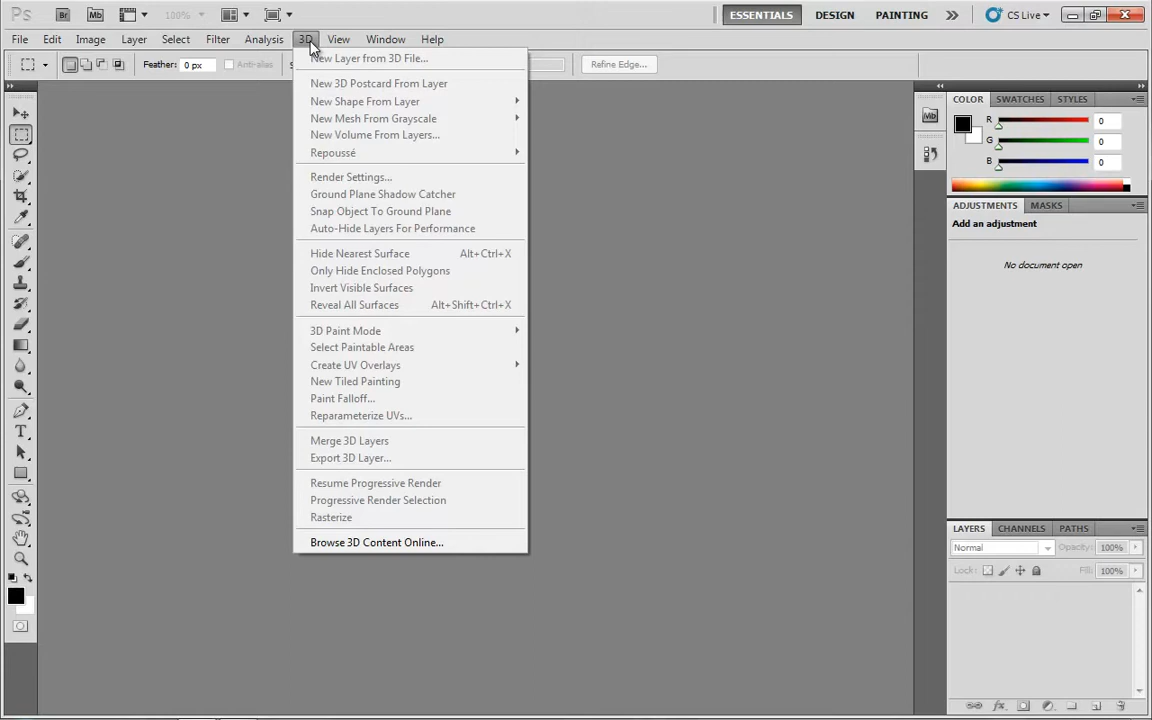 Ps Br Mb 100% ESSENTIALS DESIGN PAINTING CS Live
File Edit Image Layer Select Filter Analysis 3D View Window Help
Feather: 0 px Anti-alias Refine Edge...
New Layer from 3D File...
New 3D Postcard From Layer
New Shape From Layer
New Mesh From Grayscale
New Volume From Layers...
Repoussé
Render Settings...
Ground Plane Shadow Catcher
Snap Object To Ground Plane
Auto-Hide Layers For Performance
Hide Nearest Surface Alt+Ctrl+X
Only Hide Enclosed Polygons
Invert Visible Surfaces
Reveal All Surfaces Alt+Shift+Ctrl+X
3D Paint Mode
Select Paintable Areas
Create UV Overlays
New Tiled Painting
Paint Falloff...
Reparameterize UVs...
Merge 3D Layers
Export 3D Layer...
Resume Progressive Render
Progressive Render Selection
Rasterize
Browse 3D Content Online...
T
Mb
COLOR SWATCHES STYLES
R 0
G 0
B 0
ADJUSTMENTS MASKS
Add an adjustment
No document open
LAYERS CHANNELS PATHS
Normal Opacity: 100%
Lock: Fill: 100%
fx